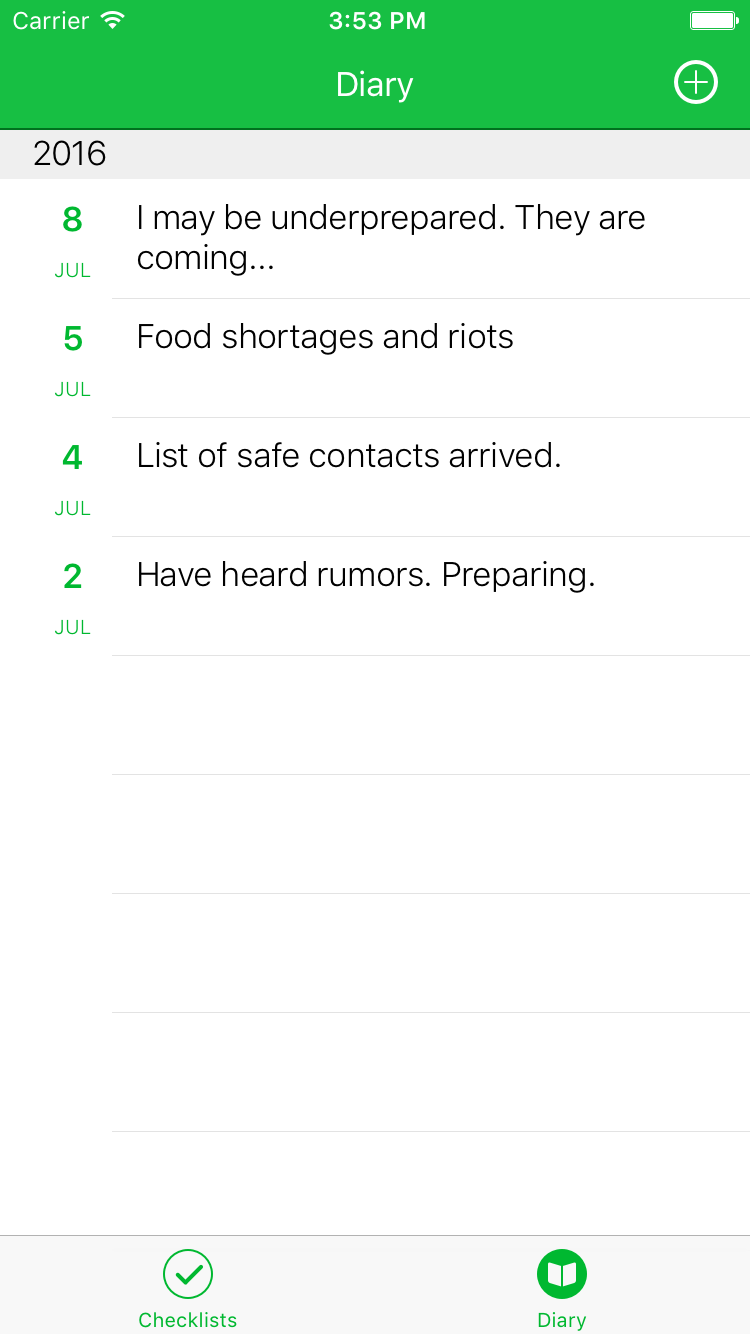 Carrier 3:53 PM
Diary
2016
8 I may be underprepared. They are
coming...
JUL
5 Food shortages and riots
JUL
4 List of safe contacts arrived.
JUL
2 Have heard rumors. Preparing.
JUL
Checklists Diary